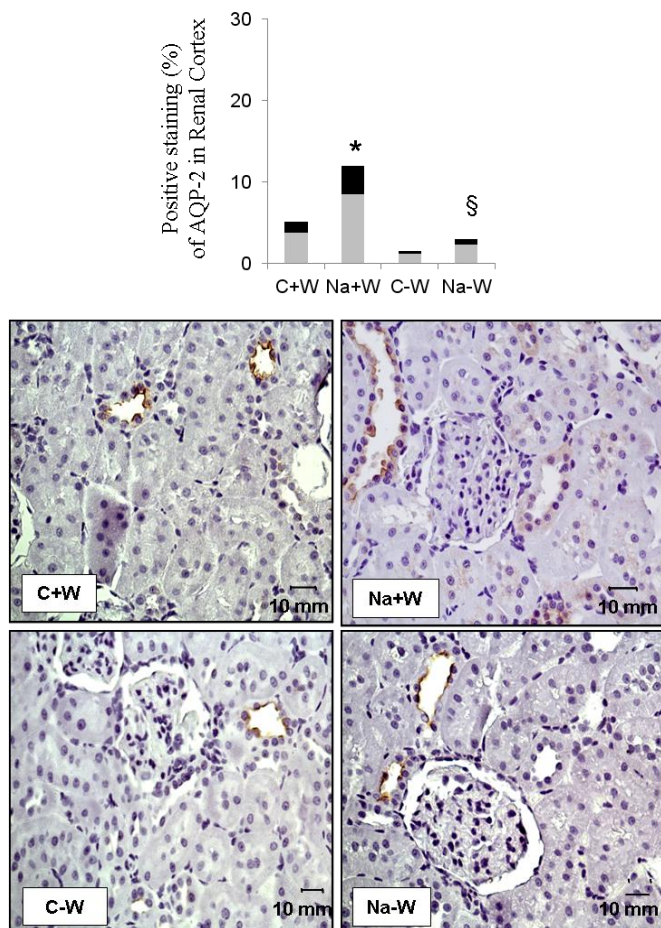 Positive staining (%)
of AQP-2 in Renal Cortex
30
20
10
0
*
§
C+W Na+W C-W Na-W
C+W
10 mm
Na+W
10 mm
C-W
10 mm
Na-W
10 mm